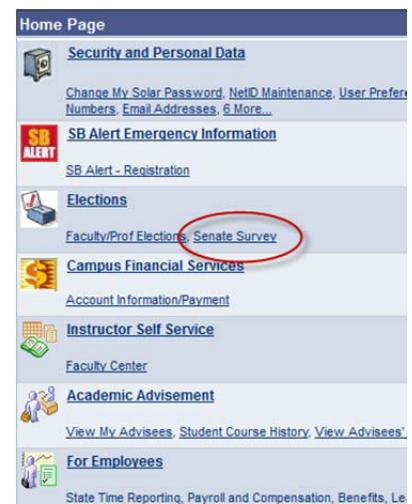 Home Page
Security and Personal Data
Change My Solar Password, NetID Maintenance, User Prefere
Numbers, Email Addresses, 6 More...
SB ALERT
SB Alert Emergency Information
SB Alert - Registration
Elections
Faculty/Prof Elections, Senate Survey
Campus Financial Services
Account Information/Payment
Instructor Self Service
Faculty Center
Academic Advisement
View My Advisees, Student Course History, View Advisees'
For Employees
State Time Reporting, Payroll and Compensation, Benefits, Le